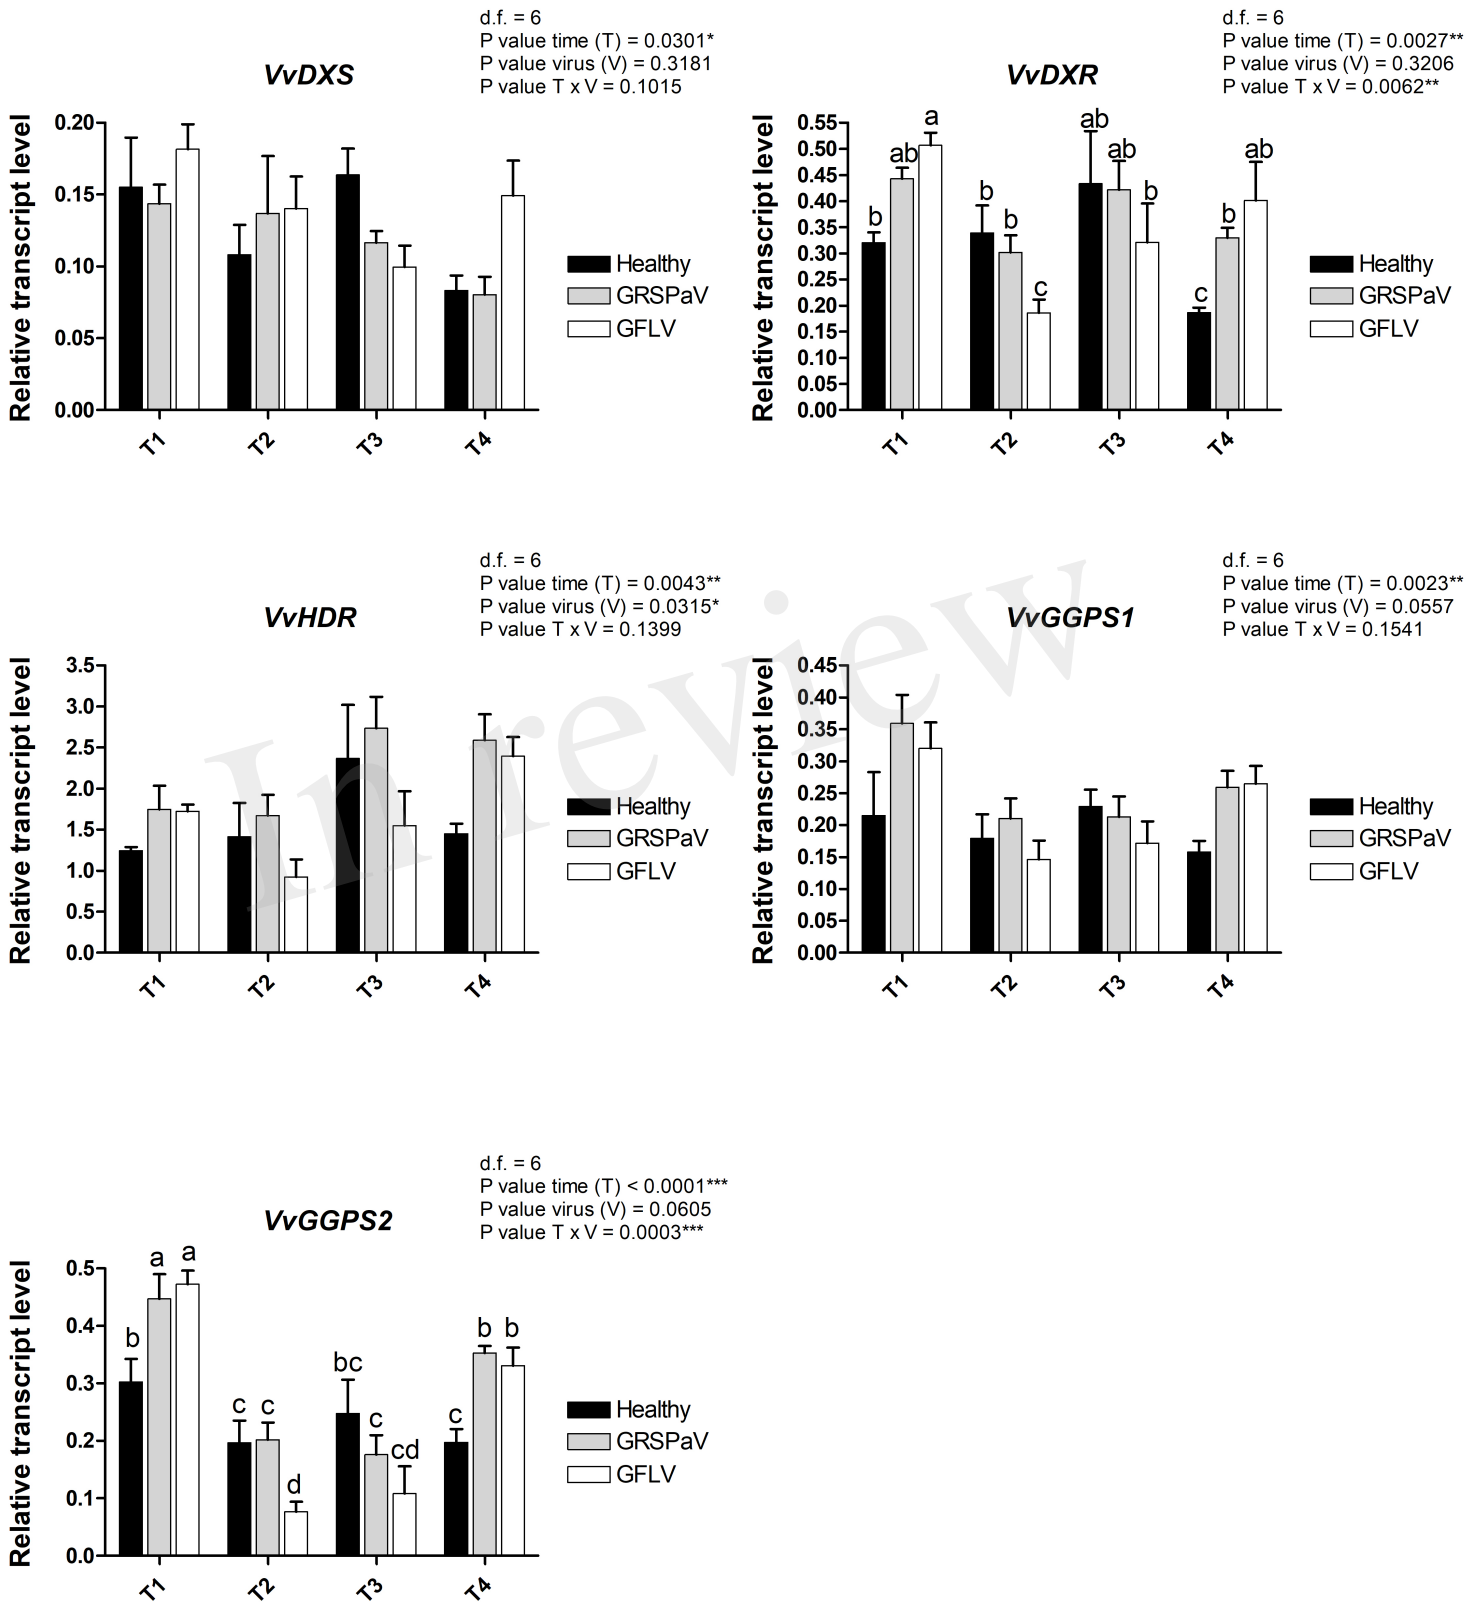 d.f. = 6
P value time (T) = 0.0301*
P value virus (V) = 0.3181
P value T x V = 0.1015
VvDXS
Relative transcript level
0.20
0.15
0.10
0.05
0.00
T1
T2
T3
T4
Healthy
GRSPaV
GFLV
d.f. = 6
P value time (T) = 0.0027**
P value virus (V) = 0.3206
P value T x V = 0.0062**
VvDXR
Relative transcript level
0.55
0.50
0.45
0.40
0.35
0.30
0.25
0.20
0.15
0.10
0.05
0.00
b
ab
a
b
b
c
ab
ab
b
c
b
ab
T1
T2
T3
T4
Healthy
GRSPaV
GFLV
d.f. = 6
P value time (T) = 0.0043**
P value virus (V) = 0.0315*
P value T x V = 0.1399
VvHDR
Relative transcript level
3.5
3.0
2.5
2.0
1.5
1.0
0.5
0.0
T1
T2
T3
T4
Healthy
GRSPaV
GFLV
d.f. = 6
P value time (T) = 0.0023**
P value virus (V) = 0.0557
P value T x V = 0.1541
VvGGPS1
Relative transcript level
0.45
0.40
0.35
0.30
0.25
0.20
0.15
0.10
0.05
0.00
T1
T2
T3
T4
Healthy
GRSPaV
GFLV
In review
d.f. = 6
P value time (T) < 0.0001***
P value virus (V) = 0.0605
P value T x V = 0.0003***
VvGGPS2
Relative transcript level
0.5
0.4
0.3
0.2
0.1
0.0
b
a
a
c
c
d
bc
c
cd
c
b
b
T1
T2
T3
T4
Healthy
GRSPaV
GFLV